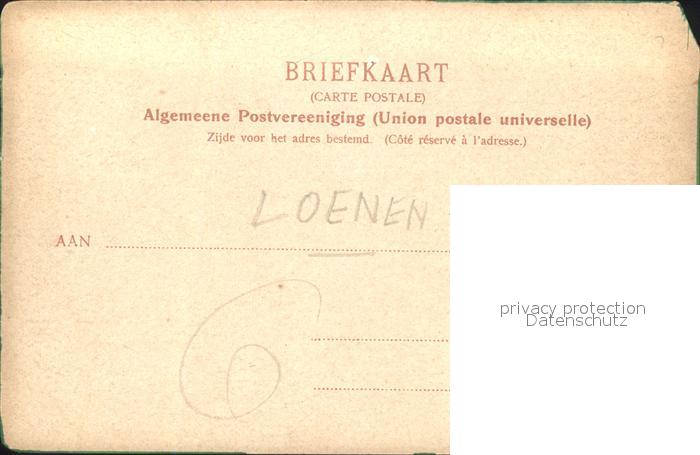 BRIEFKAART
(CARTE POSTALE)
Algemeene Postvereeniging (Union postale universelle)
Zijde voor het adres bestemd. (Côté réservé à l'adresse.)
LOENEN
AAN
6
privacy protection
Datenschutz